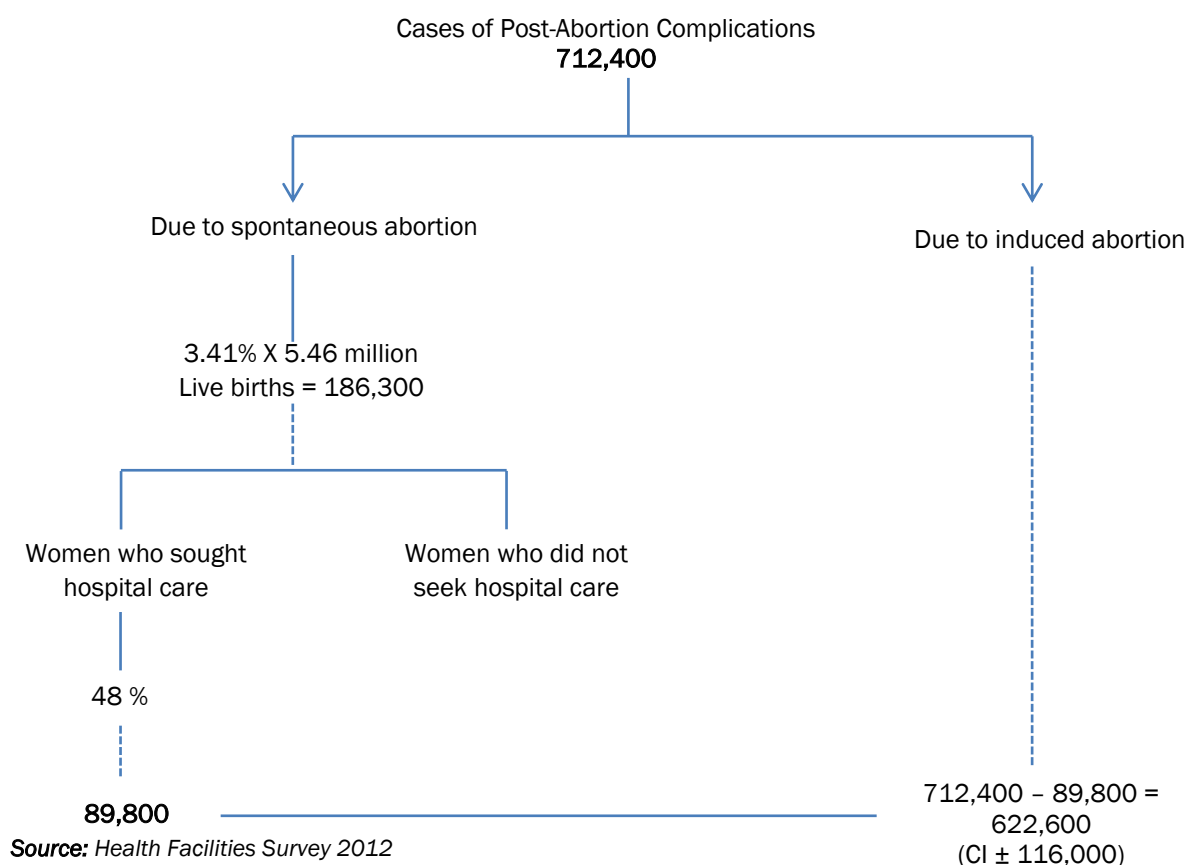 Cases of Post-Abortion Complications
712,400
Due to spontaneous abortion
Due to induced abortion
3.41% X 5.46 million
Live births = 186,300
Women who sought
hospital care
Women who did not
seek hospital care
48 %
89,800
712,400 – 89,800 =
622,600
(CI ± 116,000)
Source: Health Facilities Survey 2012